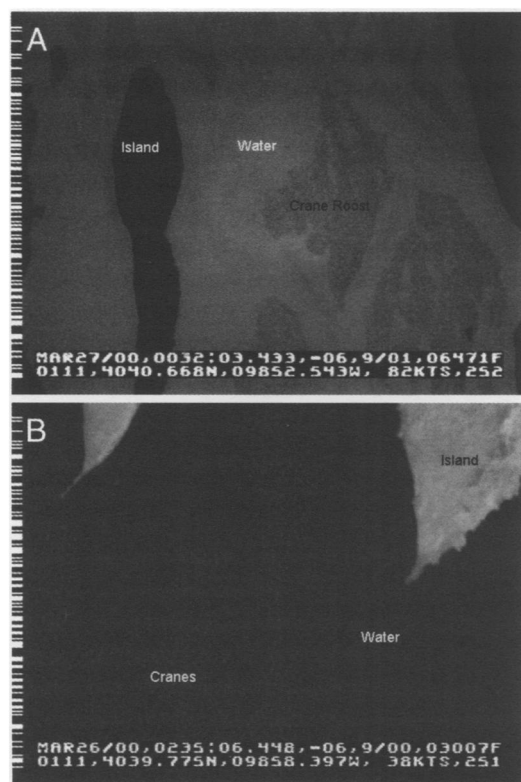 A
Island
Water
Crane Roost
MAR27/00,0032:03.433,-06,9/01,06471F
0111,4040.668N,09852.543W, 82KTS,252
B
Island
Water
Cranes
MAR26/00,0235:06.448,-06,9/00,03007F
0111,4039.775N,09858.397W, 38KTS,251